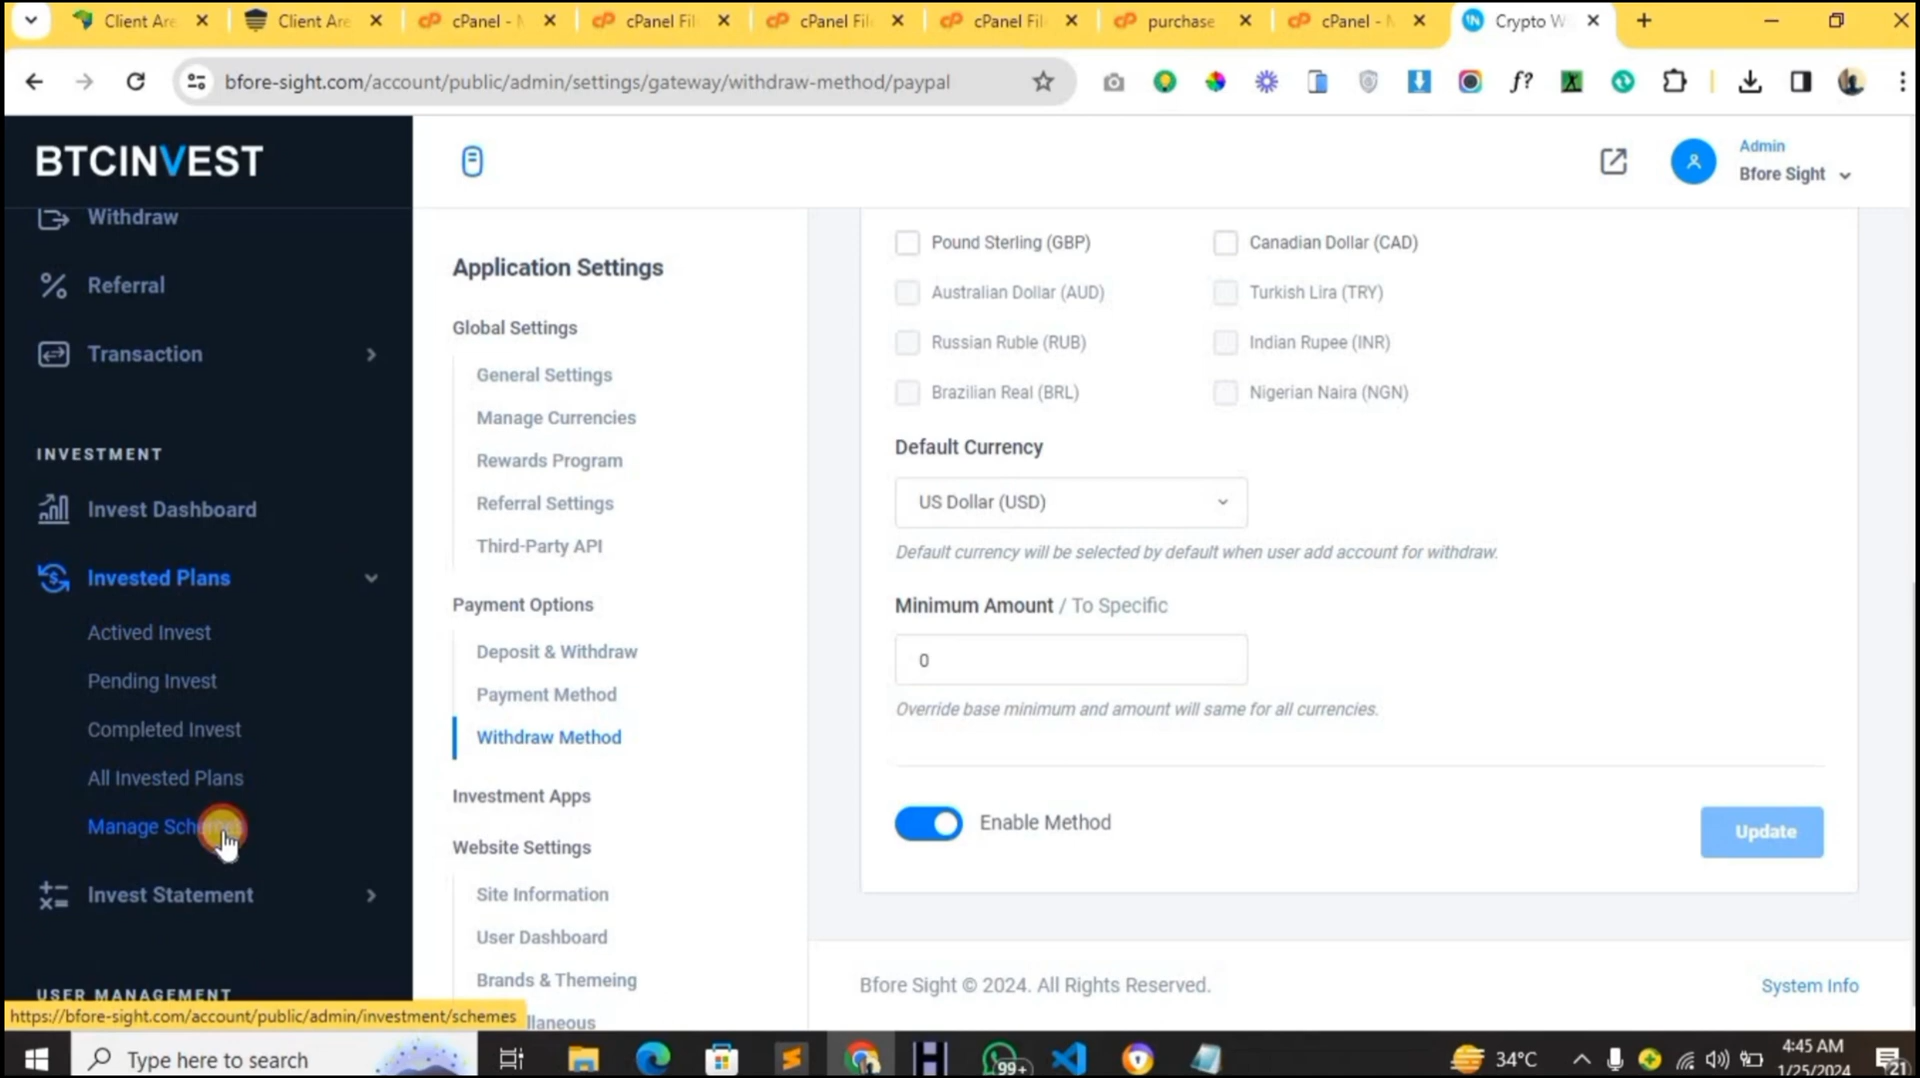 Client Are
Client Are
cPanel - M
cPanel Fil
cPanel Fil
cPanel Fil
purchase
cPanel - M
Crypto W
bfore-sight.com/account/public/admin/settings/gateway/withdraw-method/paypal
BTCINVEST
Admin
Bfore Sight
Withdraw
Referral
Transaction
INVESTMENT
Invest Dashboard
Invested Plans
Actived Invest
Pending Invest
Completed Invest
All Invested Plans
Manage Sch
Invest Statement
USER MANAGEMENT
https://bfore-sight.com/account/public/admin/investment/schemes
Application Settings
Global Settings
General Settings
Manage Currencies
Rewards Program
Referral Settings
Third-Party API
Payment Options
Deposit & Withdraw
Payment Method
Withdraw Method
Investment Apps
Website Settings
Site Information
User Dashboard
Brands & Themeing
llaneous
Pound Sterling (GBP)
Canadian Dollar (CAD)
Australian Dollar (AUD)
Turkish Lira (TRY)
Russian Ruble (RUB)
Indian Rupee (INR)
Brazilian Real (BRL)
Nigerian Naira (NGN)
Default Currency
US Dollar (USD)
Default currency will be selected by default when user add account for withdraw.
Minimum Amount / To Specific
0
Override base minimum and amount will same for all currencies.
Enable Method
Update
Bfore Sight © 2024. All Rights Reserved.
System Info
Type here to search
99+
34°C
4:45 AM
1/25/2024
21